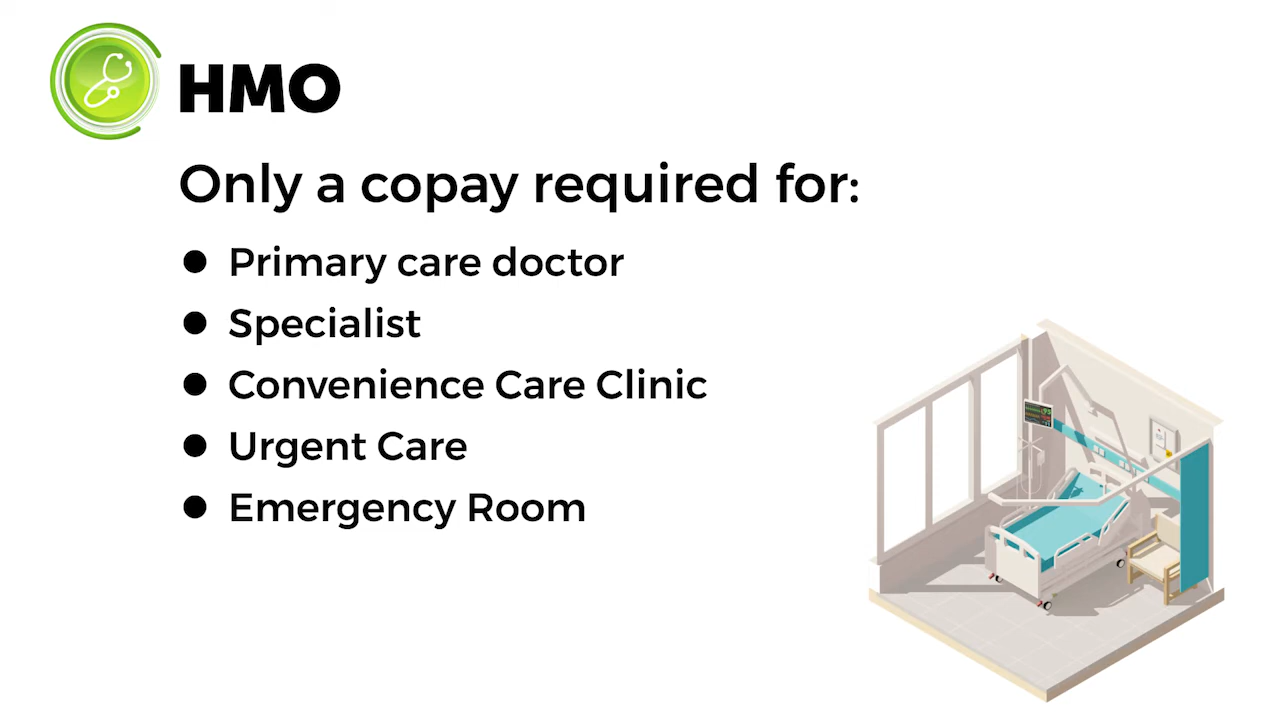 HMO
Only a copay required for:
● Primary care doctor
● Specialist
● Convenience Care Clinic
● Urgent Care
● Emergency Room